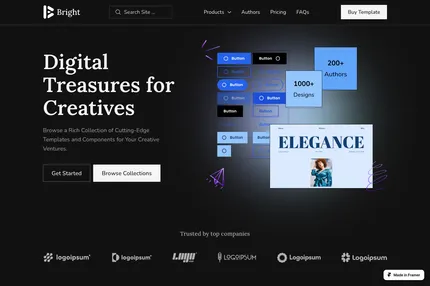 Bright
Search Site ...
Products
Authors
Pricing
FAQs
Buy Template
Digital
Treasures for
Creatives
Browse a Rich Collection of Cutting-Edge
Templates and Components for Your Creative
Ventures.
Get Started
Browse Collections
Button
Button
Button
Button
Button
Button
Button
Button
Button
200+
Authors
1000+
Designs
ELEGANCE
Trusted by top companies
logoipsum
logoipsum
LOGO
LOGOIPSUM
Logoipsum
Logoipsum
Made in Framer